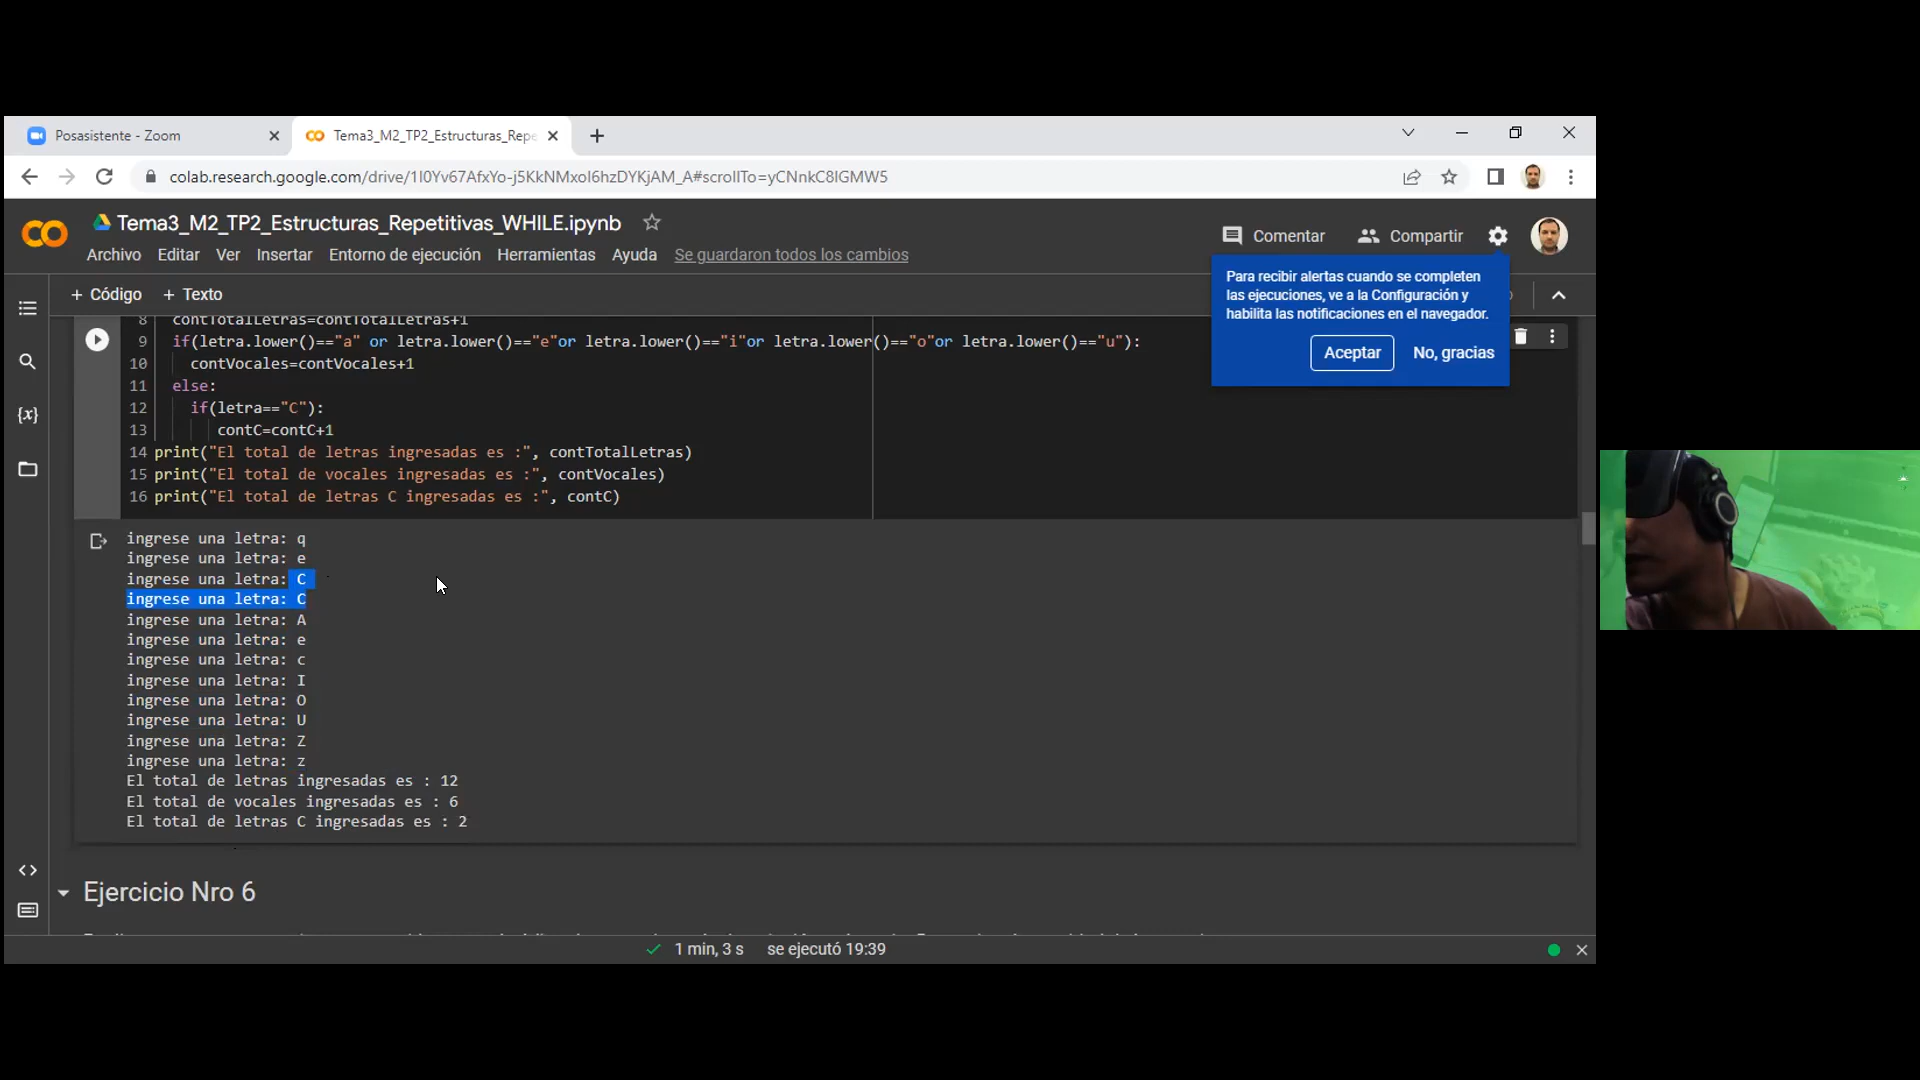 Posasistente - Zoom
Tema3_M2_TP2_Estructuras_Repe
colab.research.google.com/drive/1I0Yv67AfxYo-j5KkNMxoI6hzDYKjAM_A#scrollTo=yCNnkC8lGMW5
CO
Tema3_M2_TP2_Estructuras_Repetitivas_WHILE.ipynb
Archivo Editar Ver Insertar Entorno de ejecución Herramientas Ayuda Se guardaron todos los cambios
Comentar Compartir
+ Código + Texto
Para recibir alertas cuando se completen
las ejecuciones, ve a la Configuración y
habilita las notificaciones en el navegador.
Aceptar No, gracias
8 contTotalLetras=contTotalLetras+1
9 if(letra.lower()=="a" or letra.lower()=="e"or letra.lower()=="i"or letra.lower()=="o"or letra.lower()=="u"):
10 contVocales=contVocales+1
11 else:
12 if(letra=="C"):
13 contC=contC+1
14 print("El total de letras ingresadas es :", contTotalLetras)
15 print("El total de vocales ingresadas es :", contVocales)
16 print("El total de letras C ingresadas es :", contC)
ingrese una letra: q
ingrese una letra: e
ingrese una letra: C
ingrese una letra: C
ingrese una letra: A
ingrese una letra: e
ingrese una letra: c
ingrese una letra: I
ingrese una letra: O
ingrese una letra: U
ingrese una letra: Z
ingrese una letra: z
El total de letras ingresadas es : 12
El total de vocales ingresadas es : 6
El total de letras C ingresadas es : 2
Ejercicio Nro 6
1 min, 3 s se ejecutó 19:39